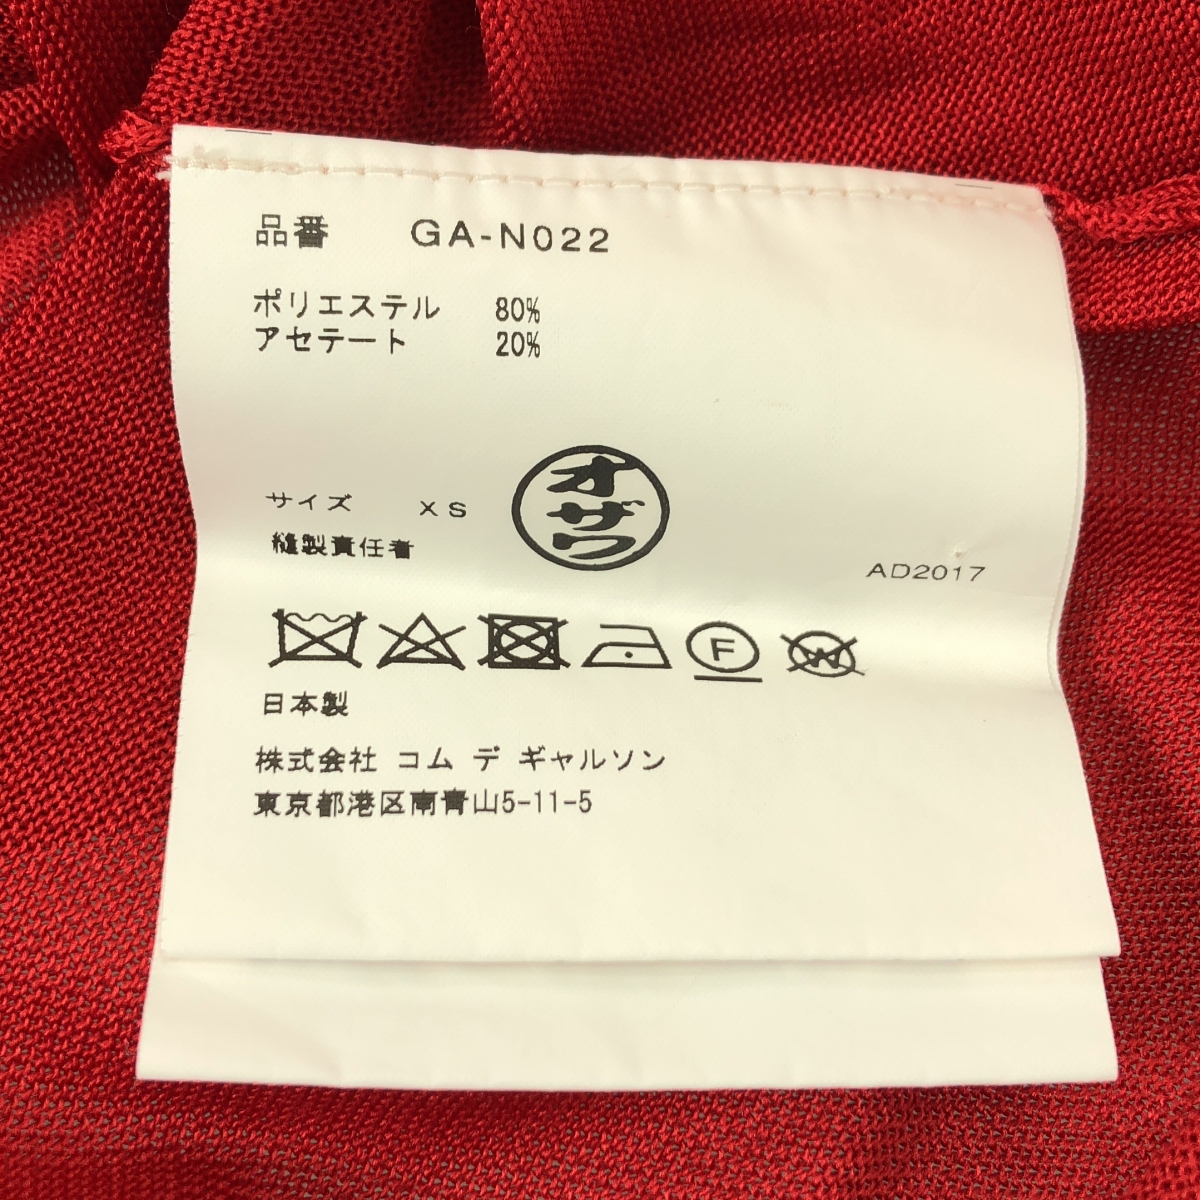 品番 GA-N022
ポリエステル 80%
アセテート 20%
オザワ
サイズ XS
縫製責任者
AD2017
F
W
日本製
株式会社 コム デ ギャルソン
東京都港区南青山5-11-5